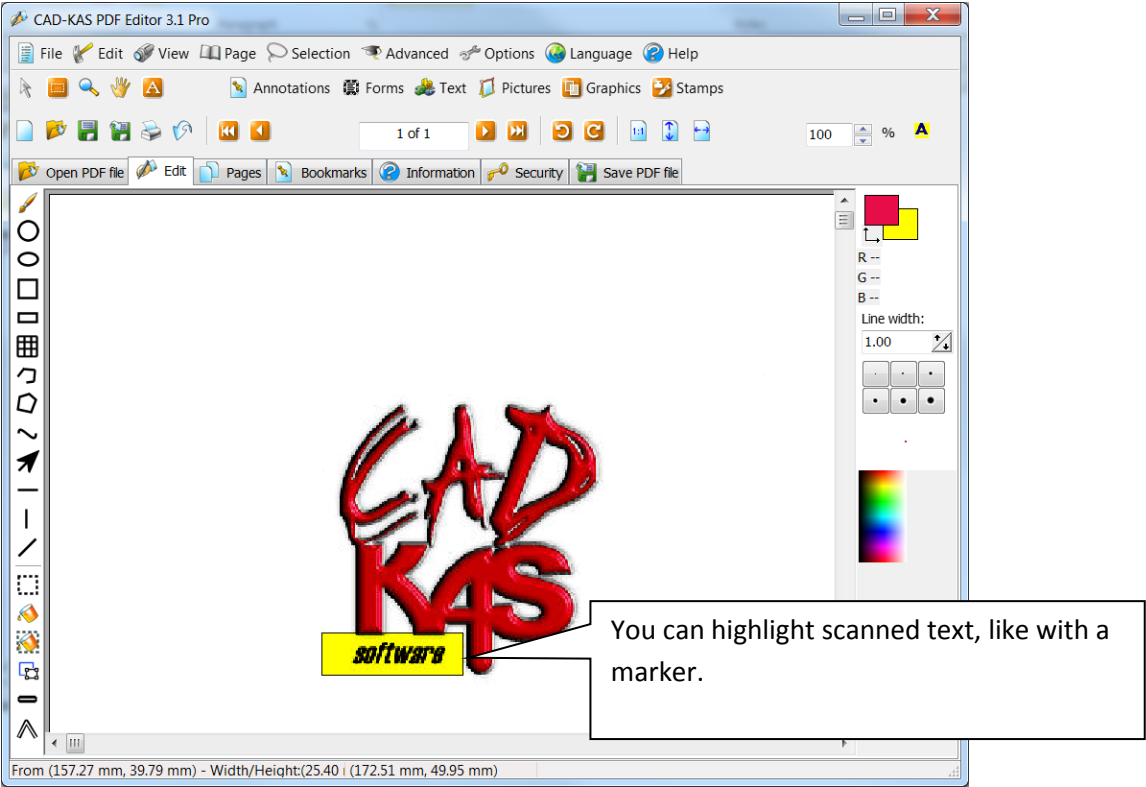 CAD-KAS PDF Editor 3.1 Pro
File Edit View Page Selection Advanced Options Language Help
Annotations Forms Text Pictures Graphics Stamps
1 of 1 1:1 100 % A
Open PDF file Edit Pages Bookmarks Information Security Save PDF file
R --
G --
B --
Line width:
1.00
CAD
KAS
software
You can highlight scanned text, like with a
marker.
From (157.27 mm, 39.79 mm) - Width/Height:(25.40 (172.51 mm, 49.95 mm)